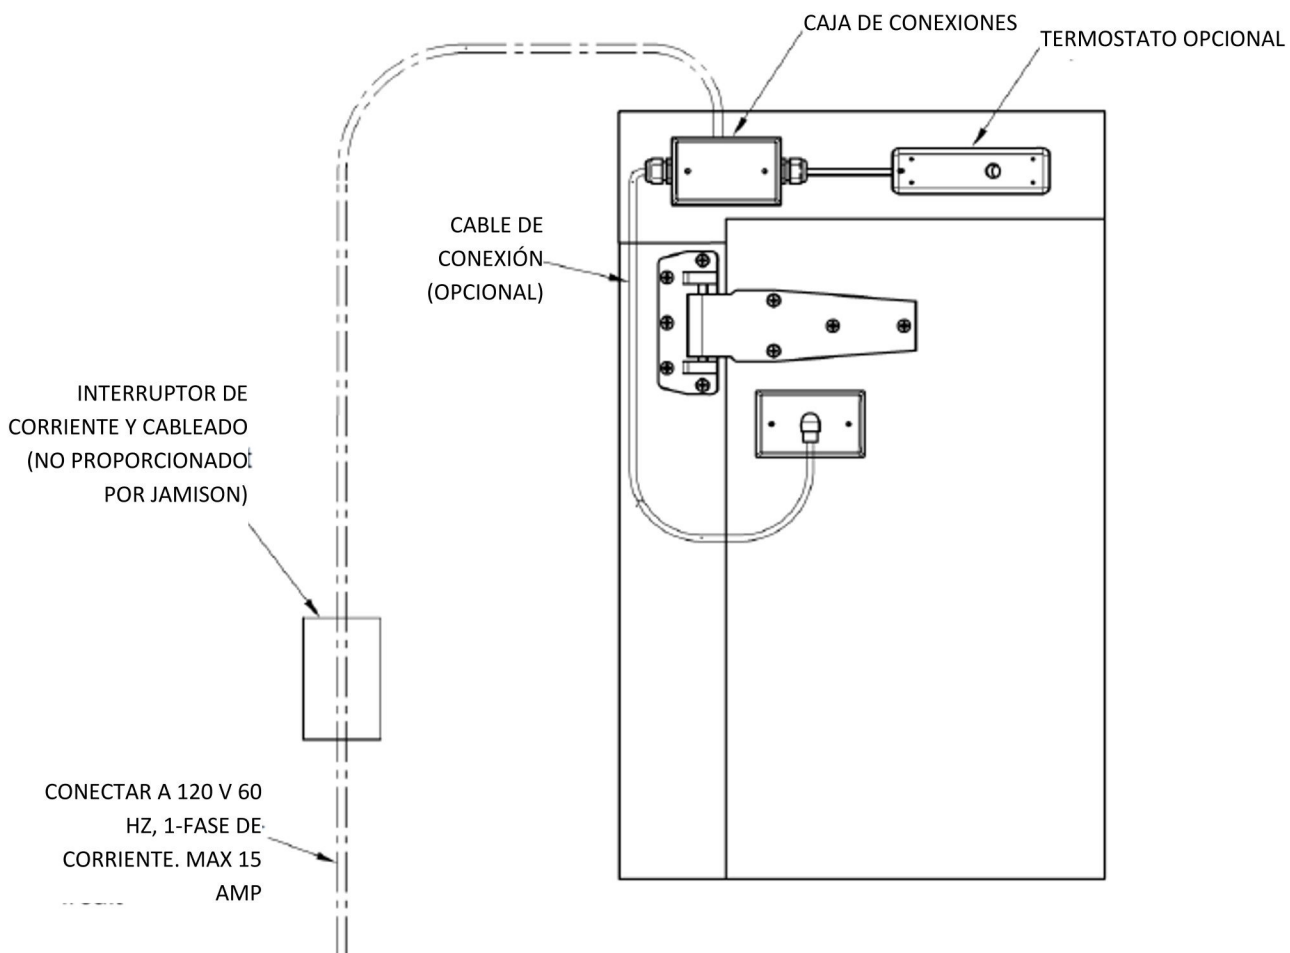 CAJA DE CONEXIONES
TERMOSTATO OPCIONAL
CABLE DE
CONEXIÓN
(OPCIONAL)
INTERRUPTOR DE
CORRIENTE Y CABLEADO
(NO PROPORCIONADO
POR JAMISON)
CONECTAR A 120 V 60
HZ, 1-FASE DE
CORRIENTE. MAX 15
AMP